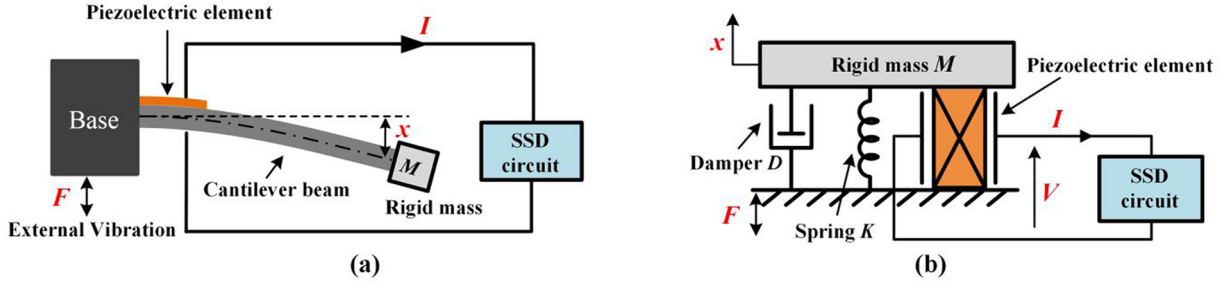 Piezoelectric element
I
Base
x
SSD
circuit
M
Cantilever beam
Rigid mass
F
External Vibration
(a)
x
Rigid mass M
Piezoelectric element
I
Damper D
SSD
circuit
V
F
Spring K
(b)